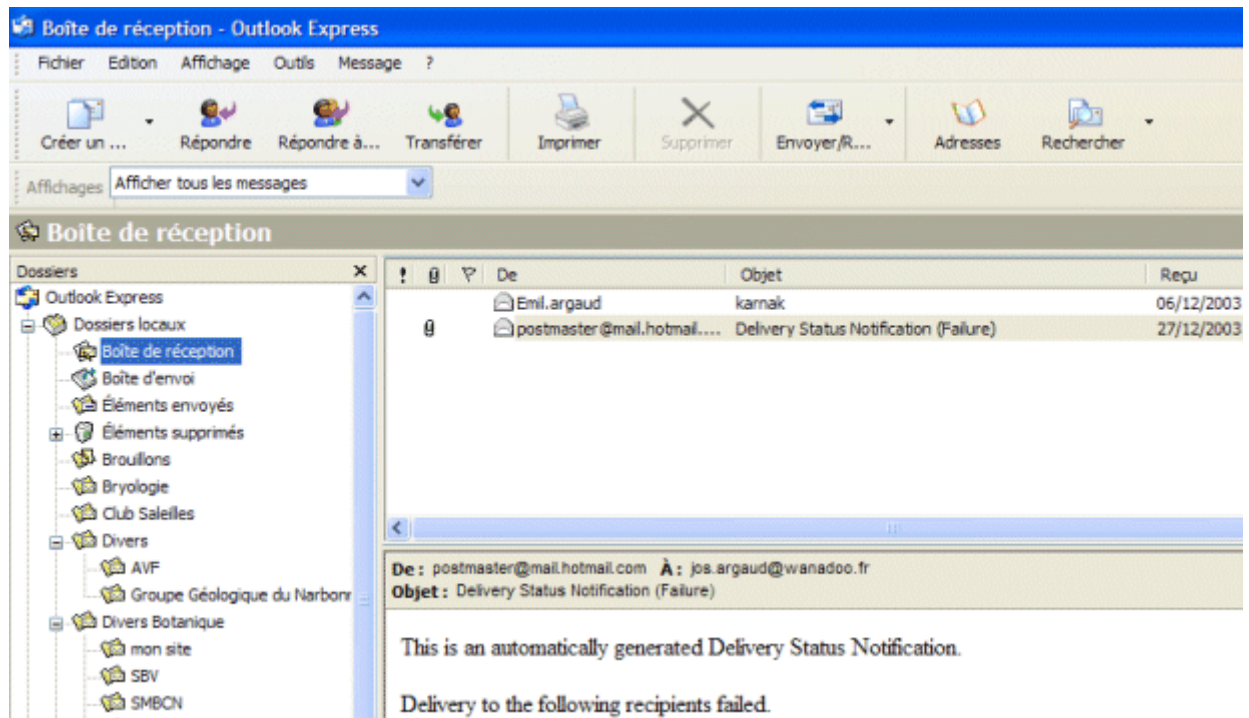 Boîte de réception - Outlook Express
Fichier Edition Affichage Outils Message ?
Créer un ... Répondre Répondre à... Transférer Imprimer Supprimer Envoyer/R... Adresses Rechercher
Affichages Afficher tous les messages
Boîte de réception
Dossiers
Outlook Express
Dossiers locaux
Boîte de réception
Boîte d'envoi
Éléments envoyés
Éléments supprimés
Brouillons
Bryologie
Club Saleilles
Divers
AVF
Groupe Géologique du Narbonr
Divers Botanique
mon site
SBV
SMBCN
! De Objet Reçu
Emil.argaud karnak 06/12/2003
postmaster@mail.hotmail.... Delivery Status Notification (Failure) 27/12/2003
De : postmaster@mail.hotmail.com À : jos.argaud@wanadoo.fr
Objet : Delivery Status Notification (Failure)
This is an automatically generated Delivery Status Notification.
Delivery to the following recipients failed.